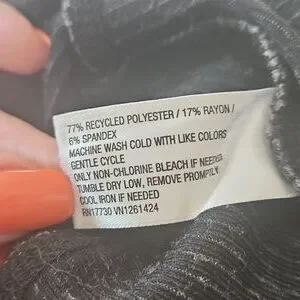 77% RECYCLED POLYESTER / 17% RAYON /
6% SPANDEX
MACHINE WASH COLD WITH LIKE COLORS
GENTLE CYCLE
ONLY NON-CHLORINE BLEACH IF NEEDED
TUMBLE DRY LOW, REMOVE PROMPTLY
COOL IRON IF NEEDED
RN17730 VN1261424